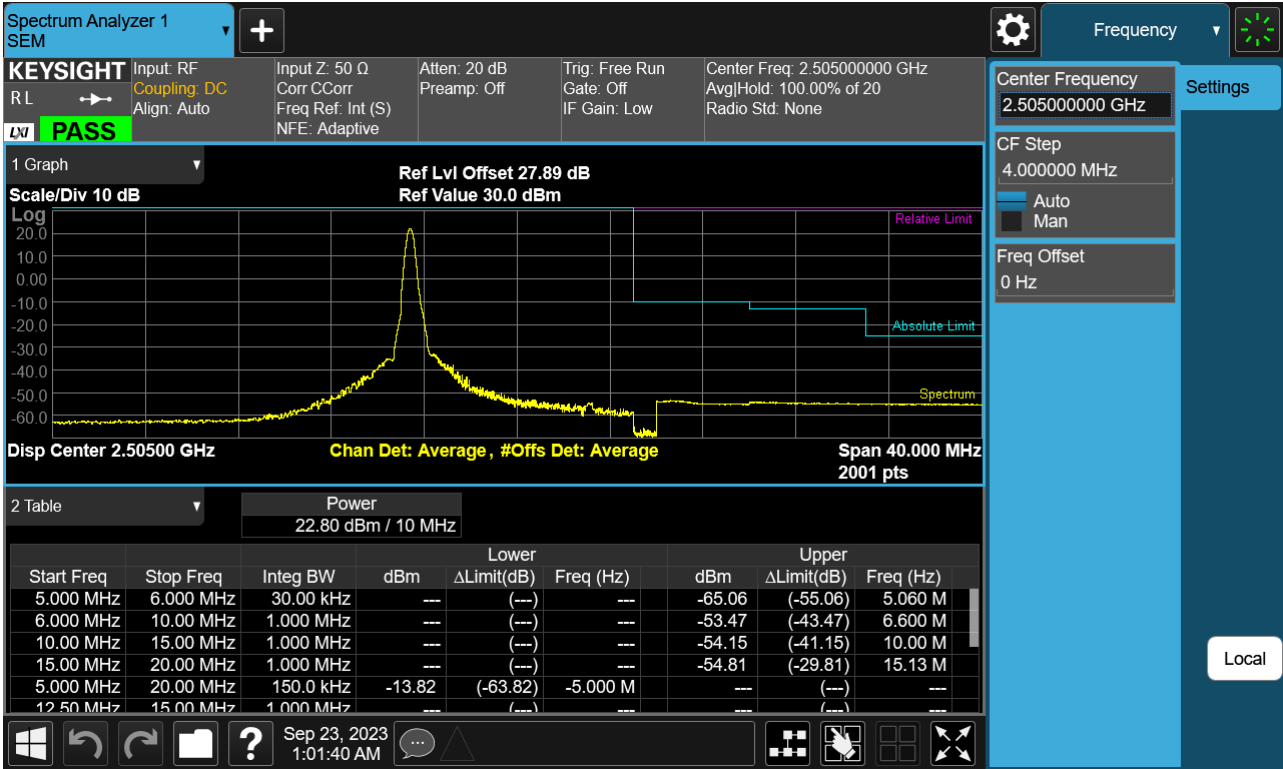 Spectrum Analyzer 1
SEM
Frequency
KEYSIGHT
R L
LXI
PASS
Input: RF
Coupling: DC
Align: Auto
Input Z: 50 Ω
Corr CCorr
Freq Ref: Int (S)
NFE: Adaptive
Atten: 20 dB
Preamp: Off
Trig: Free Run
Gate: Off
IF Gain: Low
Center Freq: 2.505000000 GHz
Avg|Hold: 100.00% of 20
Radio Std: None
Center Frequency
2.505000000 GHz
Settings
CF Step
4.000000 MHz
Auto
Man
Freq Offset
0 Hz
Local
1 Graph
Scale/Div 10 dB
Ref Lvl Offset 27.89 dB
Ref Value 30.0 dBm
Log
20.0
10.0
0.00
-10.0
-20.0
-30.0
-40.0
-50.0
-60.0
Relative Limit
Absolute Limit
Spectrum
Disp Center 2.50500 GHz
Chan Det: Average , #Offs Det: Average
Span 40.000 MHz
2001 pts
2 Table
Power
22.80 dBm / 10 MHz
Lower Upper
Start Freq Stop Freq Integ BW dBm ΔLimit(dB) Freq (Hz) dBm ΔLimit(dB) Freq (Hz)
5.000 MHz 6.000 MHz 30.00 kHz --- (---) --- -65.06 (-55.06) 5.060 M
6.000 MHz 10.00 MHz 1.000 MHz --- (---) --- -53.47 (-43.47) 6.600 M
10.00 MHz 15.00 MHz 1.000 MHz --- (---) --- -54.15 (-41.15) 10.00 M
15.00 MHz 20.00 MHz 1.000 MHz --- (---) --- -54.81 (-29.81) 15.13 M
5.000 MHz 20.00 MHz 150.0 kHz -13.82 (-63.82) -5.000 M --- (---) ---
12.50 MHz 15.00 MHz 1.000 MHz --- (---) --- --- (---) ---
Sep 23, 2023
1:01:40 AM